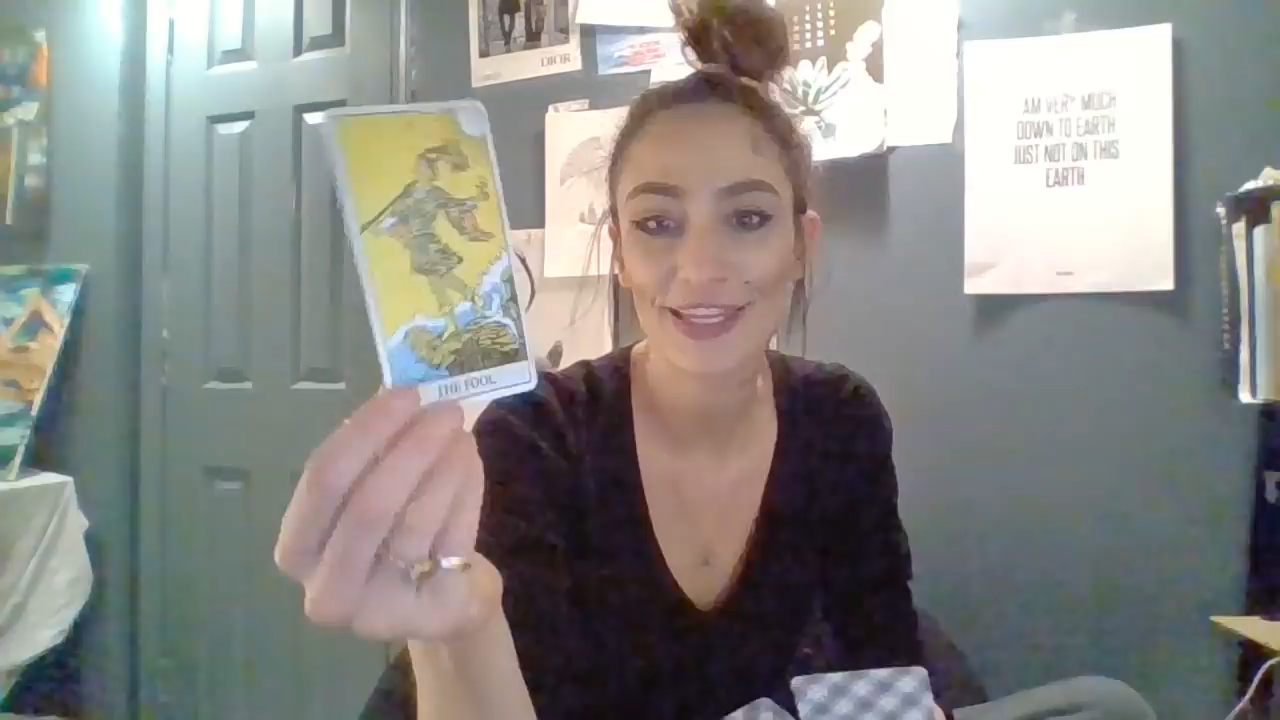 DIOR
AM VERY MUCH
DOWN TO EARTH
JUST NOT ON THIS
EARTH
THE FOOL